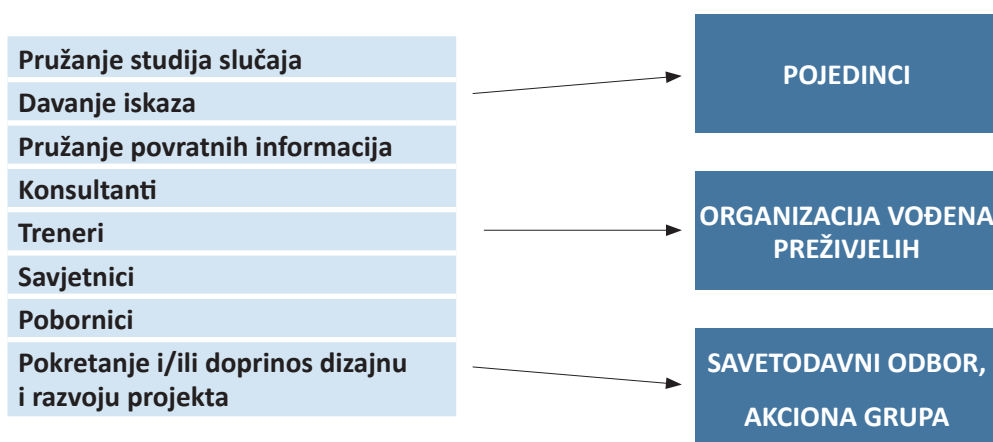 Pružanje studija slučaja
Davanje iskaza
Pružanje povratnih informacija
Konsultanti
Treneri
Savjetnici
Pobornici
Pokretanje i/ili doprinos dizajnu
i razvoju projekta
POJEDINCI
ORGANIZACIJA VOĐENA
PREŽIVJELIH
SAVETODAVNI ODBOR,
AKCIONA GRUPA